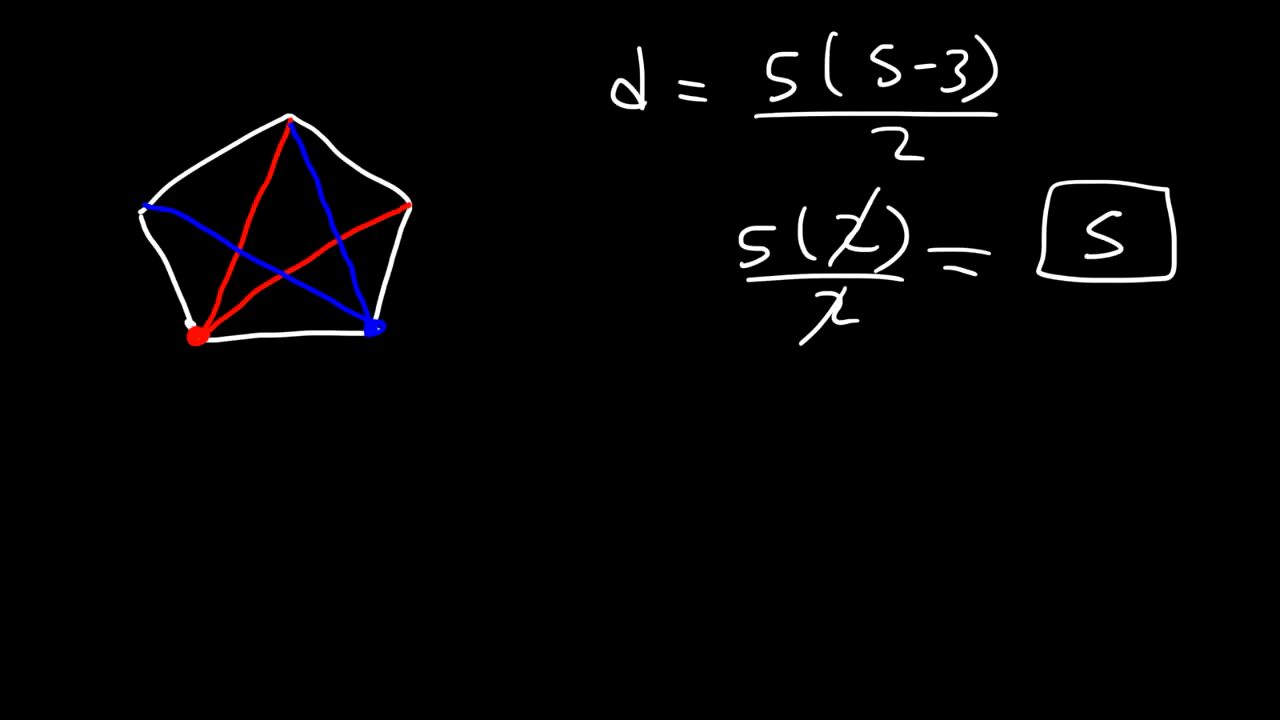 d = 5(5-3)/2
5(2)/2 = 5